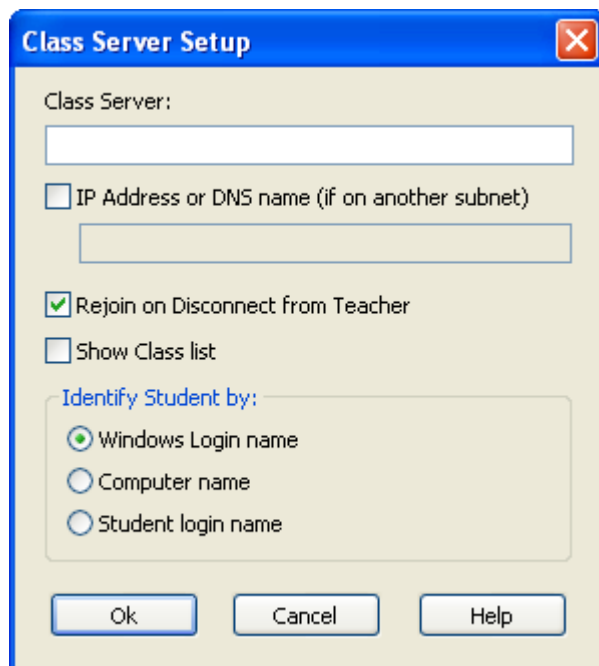 Class Server Setup
Class Server:
IP Address or DNS name (if on another subnet)
Rejoin on Disconnect from Teacher
Show Class list
Identify Student by:
Windows Login name
Computer name
Student login name
Ok Cancel Help